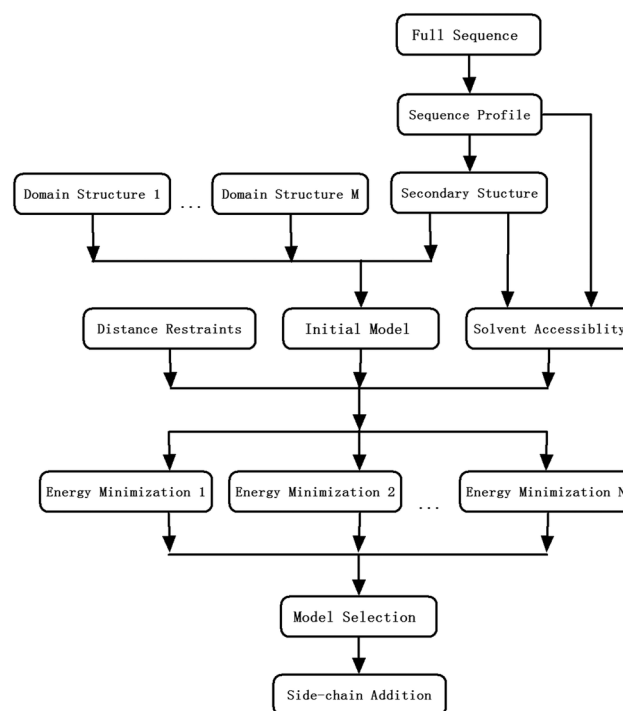 Full Sequence
Sequence Profile
Domain Structure 1
...
Domain Structure M
Secondary Stucture
Distance Restraints
Initial Model
Solvent Accessiblity
Energy Minimization 1
Energy Minimization 2
...
Energy Minimization N
Model Selection
Side-chain Addition